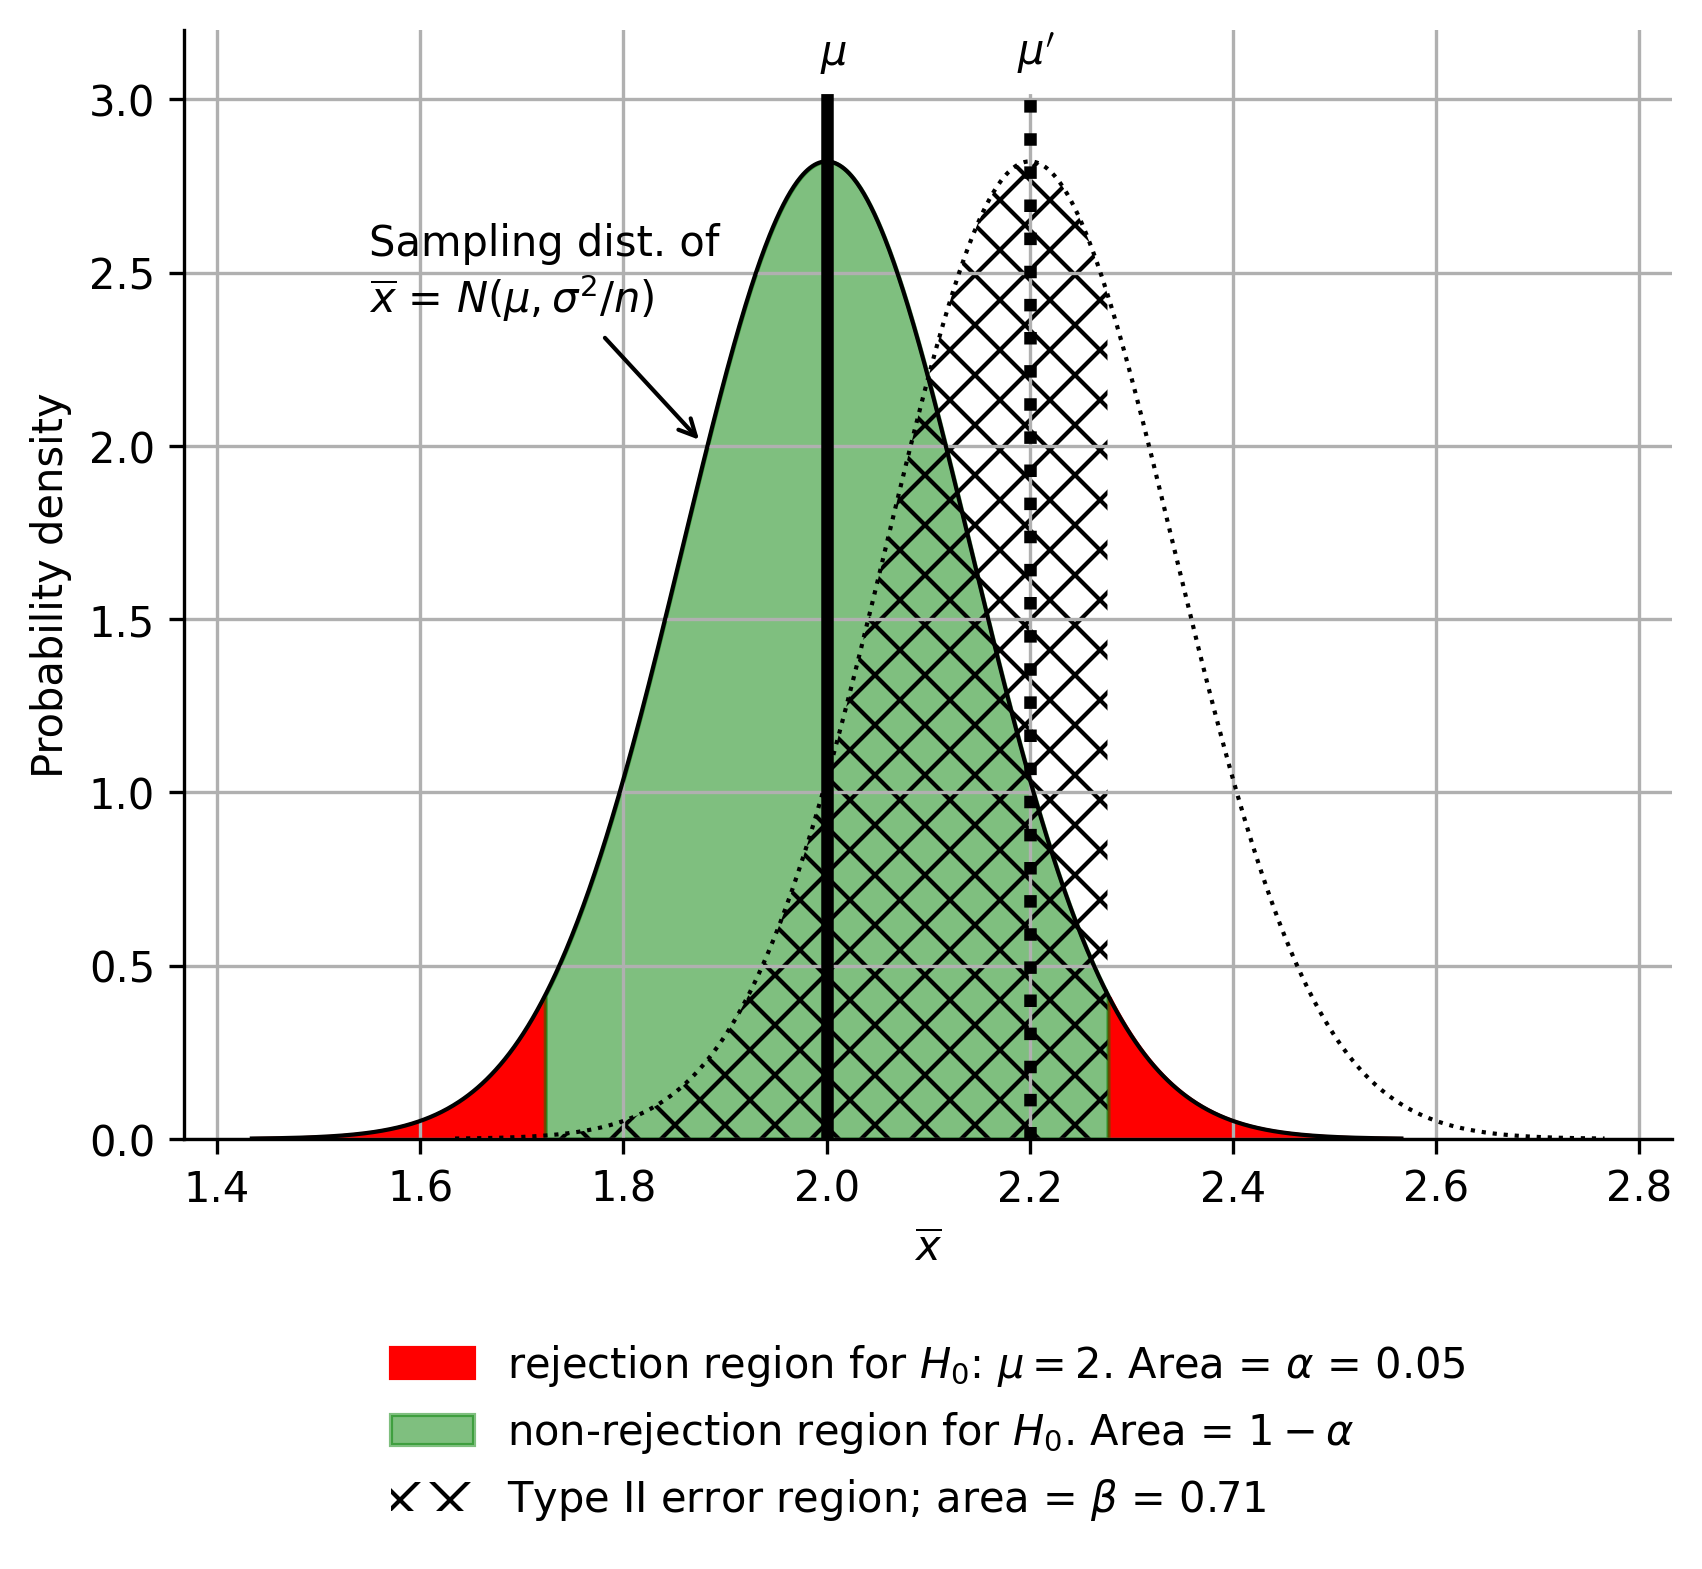 μ μ′
3.0
Sampling dist. of
2.5
x̅ = N(μ, σ²/n)
2.0
Probability density
1.5
1.0
0.5
0.0
1.4 1.6 1.8 2.0 2.2 2.4 2.6 2.8
x̅
rejection region for H₀: μ = 2. Area = α = 0.05
non-rejection region for H₀. Area = 1 − α
Type II error region; area = β = 0.71